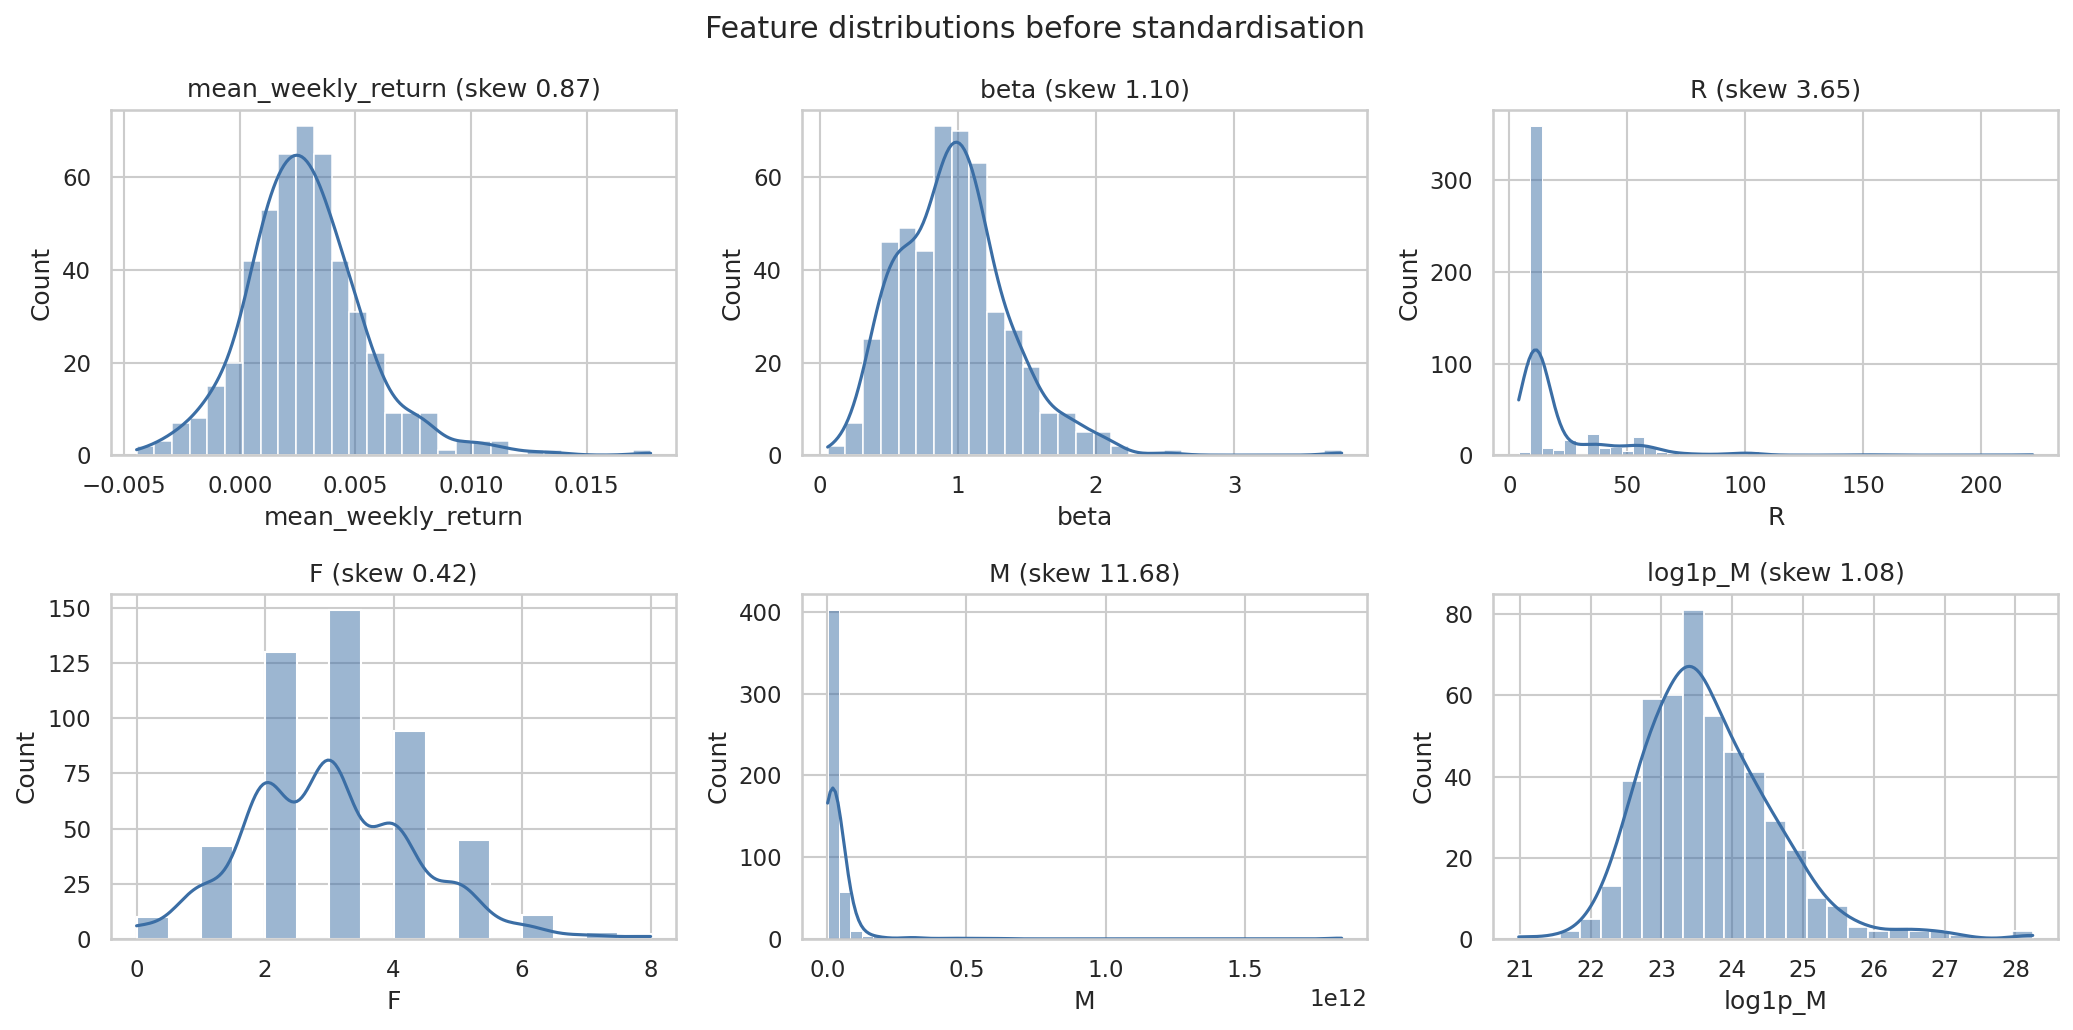 Feature distributions before standardisation
mean_weekly_return (skew 0.87)
Count
60
40
20
0
−0.005 0.000 0.005 0.010 0.015
mean_weekly_return
beta (skew 1.10)
Count
60
40
20
0
0 1 2 3
beta
R (skew 3.65)
Count
300
200
100
0
0 50 100 150 200
R
F (skew 0.42)
Count
150
125
100
75
50
25
0
0 2 4 6 8
F
M (skew 11.68)
Count
400
300
200
100
0
0.0 0.5 1.0 1.5
1e12
M
log1p_M (skew 1.08)
Count
80
60
40
20
0
21 22 23 24 25 26 27 28
log1p_M